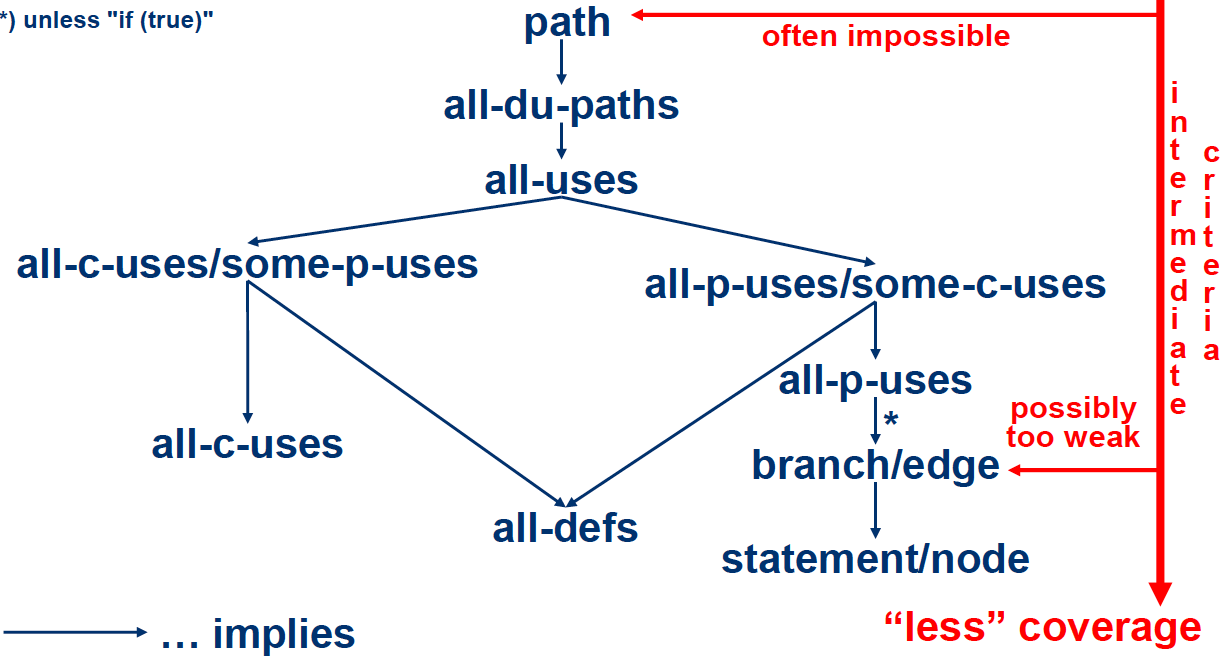 *) unless "if (true)"
path
often impossible
all-du-paths
all-uses
all-c-uses/some-p-uses
all-p-uses/some-c-uses
intermediate
criteria
all-p-uses
*
possibly
too weak
all-c-uses
branch/edge
all-defs
statement/node
… implies
“less” coverage